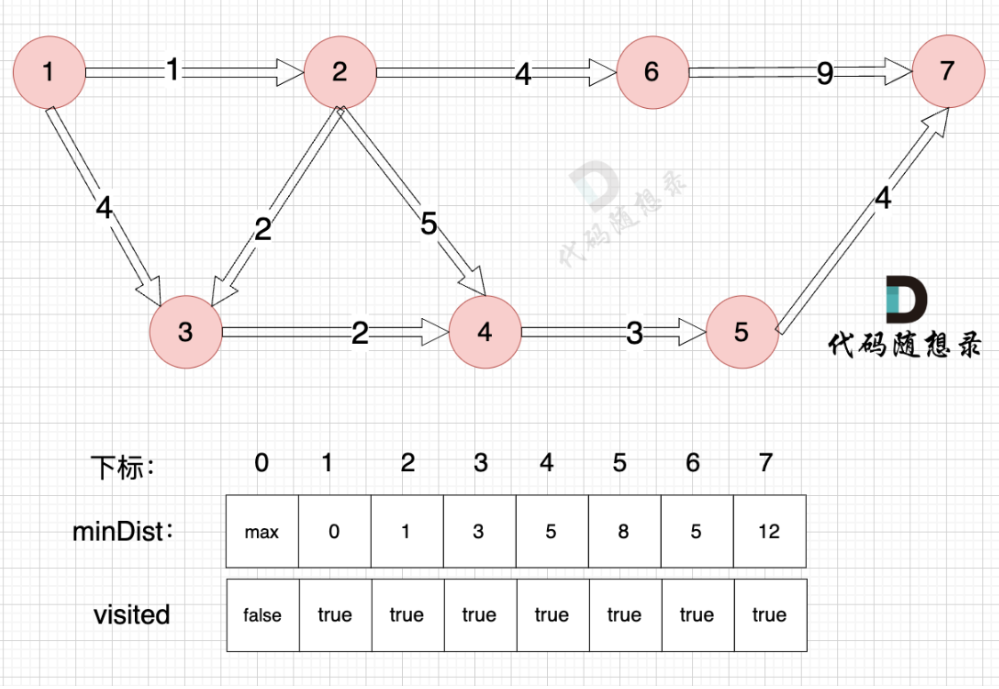 1 1 2 4 6 9 7
4 2 5 4
3 2 4 3 5
代码随想录
代码随想录
下标： 0 1 2 3 4 5 6 7
minDist： max 0 1 3 5 8 5 12
visited false true true true true true true true